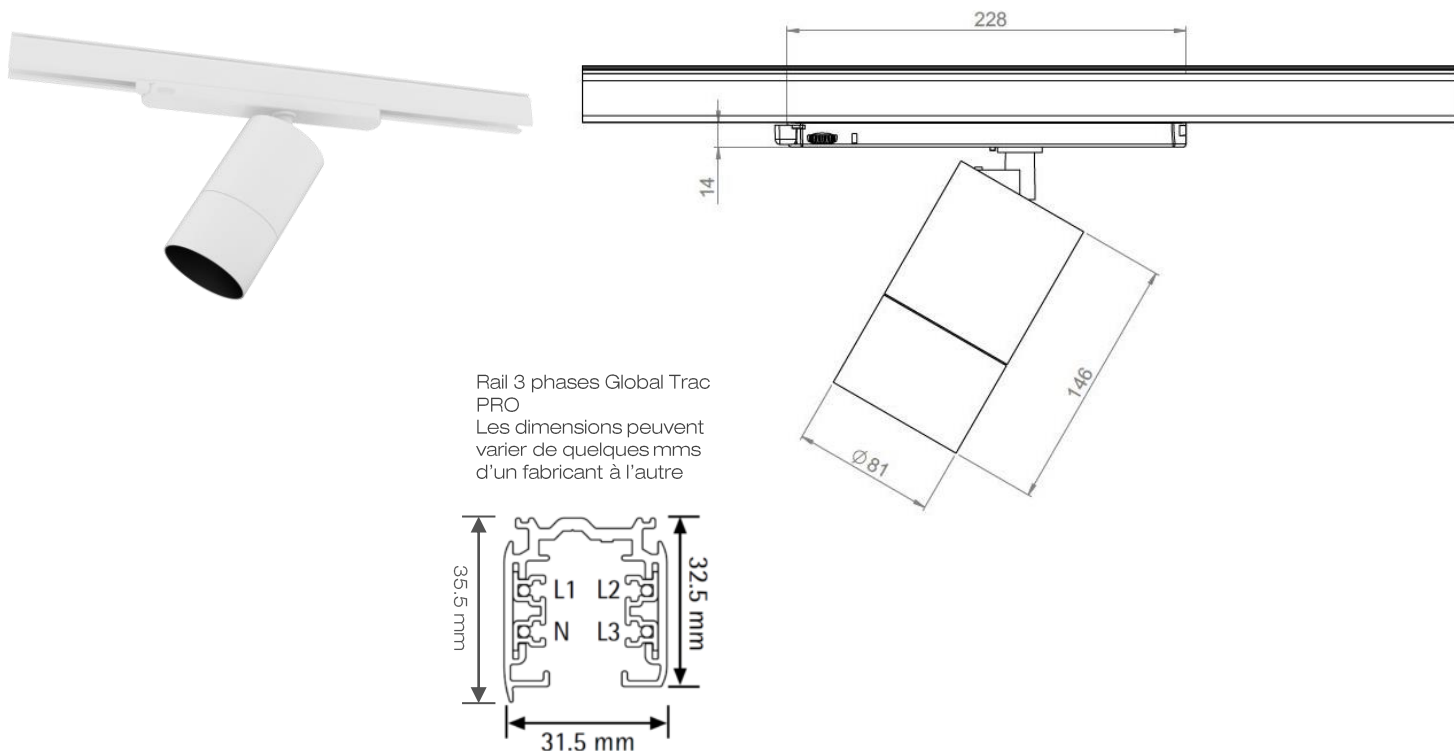 228
14
146
Ø 81
Rail 3 phases Global Trac
PRO
Les dimensions peuvent
varier de quelques mms
d'un fabricant à l'autre
35.5 mm
32.5 mm
L1 L2
N L3
31.5 mm